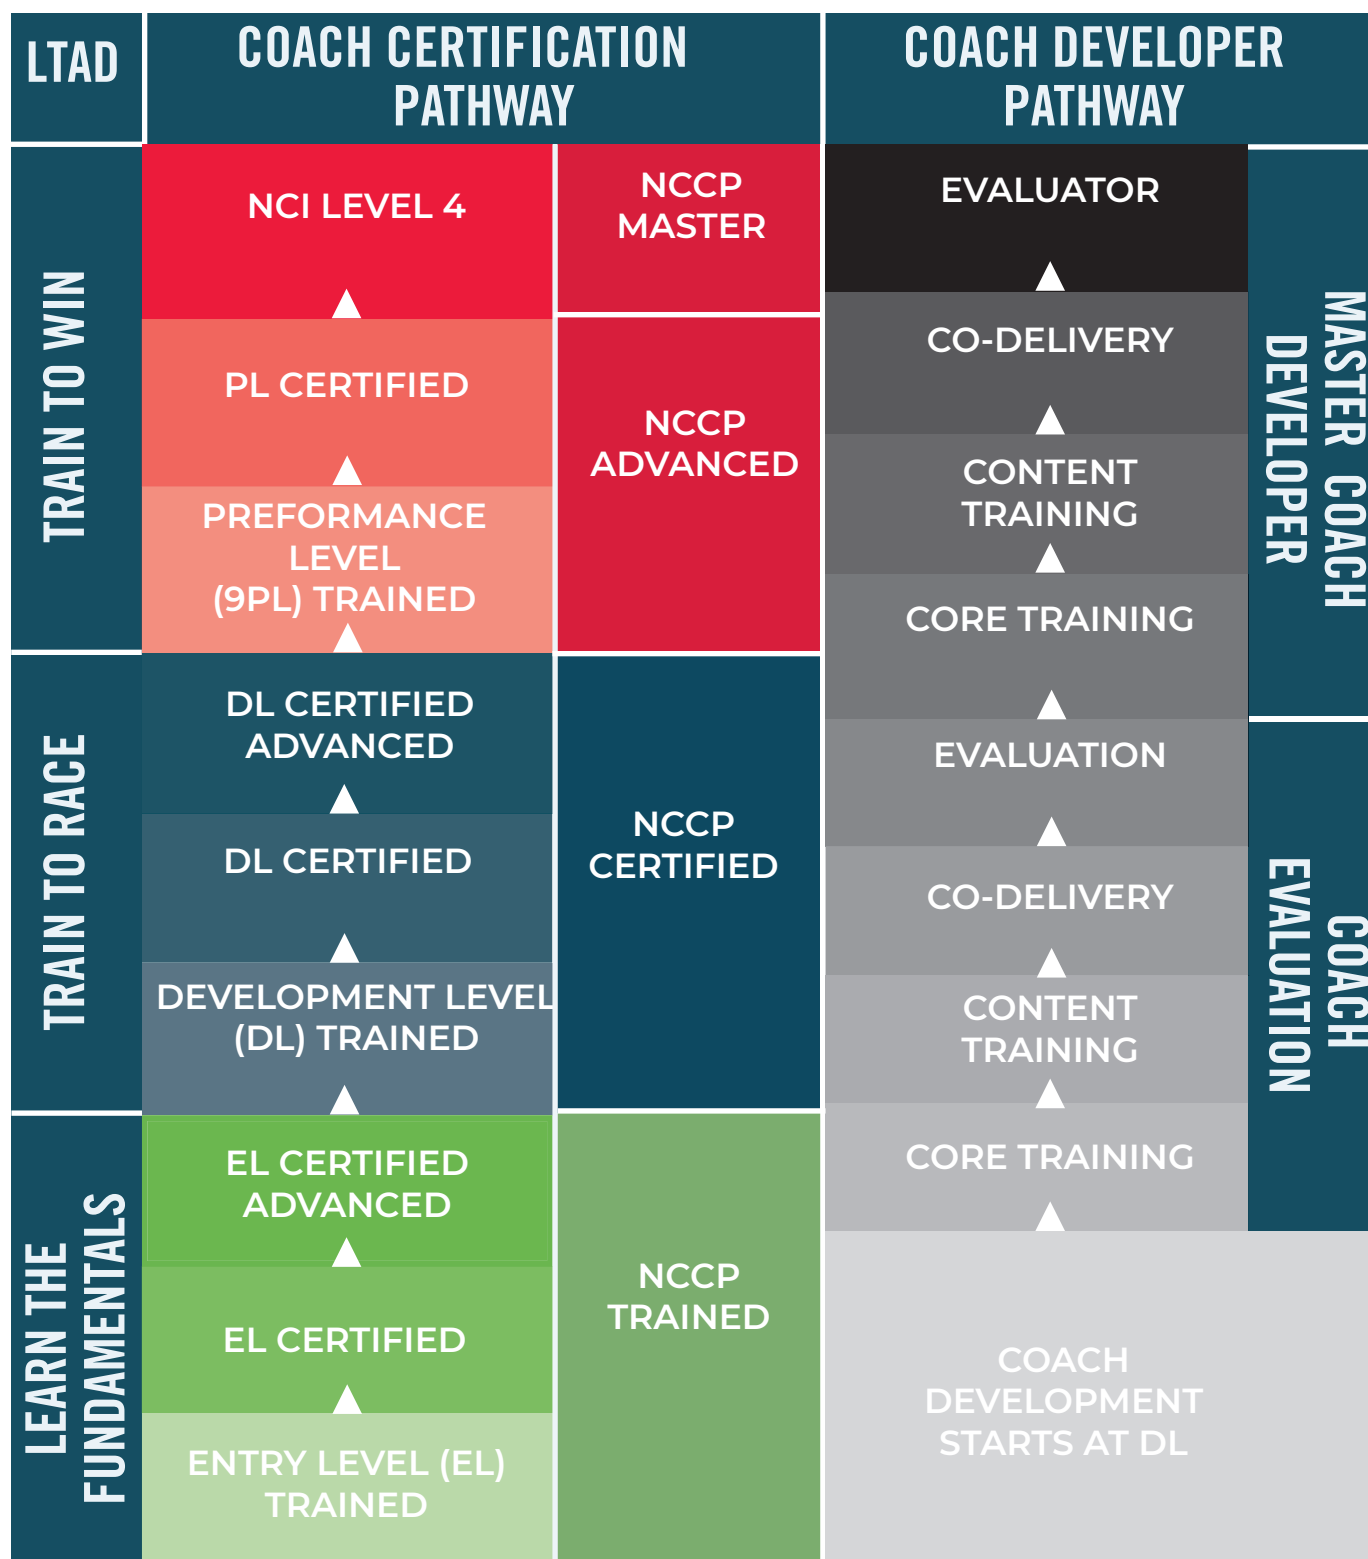 LTAD
COACH CERTIFICATION
PATHWAY
COACH DEVELOPER
PATHWAY
TRAIN TO WIN
NCI LEVEL 4
PL CERTIFIED
PREFORMANCE
LEVEL
(9PL) TRAINED
NCCP
MASTER
NCCP
ADVANCED
EVALUATOR
CO-DELIVERY
CONTENT
TRAINING
CORE TRAINING
MASTER COACH
DEVELOPER
TRAIN TO RACE
DL CERTIFIED
ADVANCED
DL CERTIFIED
DEVELOPMENT LEVEL
(DL) TRAINED
NCCP
CERTIFIED
EVALUATION
CO-DELIVERY
CONTENT
TRAINING
CORE TRAINING
COACH
EVALUATION
LEARN THE
FUNDAMENTALS
EL CERTIFIED
ADVANCED
EL CERTIFIED
ENTRY LEVEL (EL)
TRAINED
NCCP
TRAINED
COACH
DEVELOPMENT
STARTS AT DL